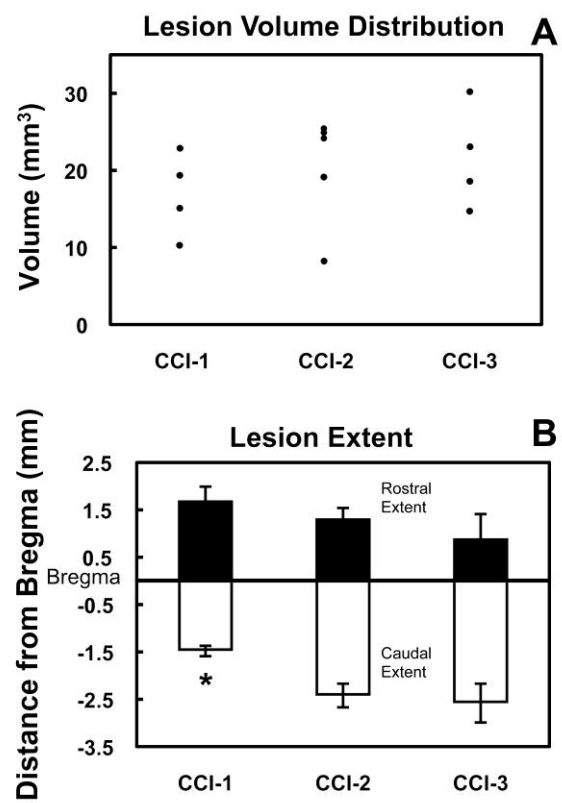 Lesion Volume Distribution A
Volume (mm³)
30
20
10
0
CCI-1 CCI-2 CCI-3
Lesion Extent B
Distance from Bregma (mm)
2.5
1.5
0.5
Bregma
-0.5
-1.5
-2.5
-3.5
Rostral
Extent
Caudal
Extent
*
CCI-1 CCI-2 CCI-3